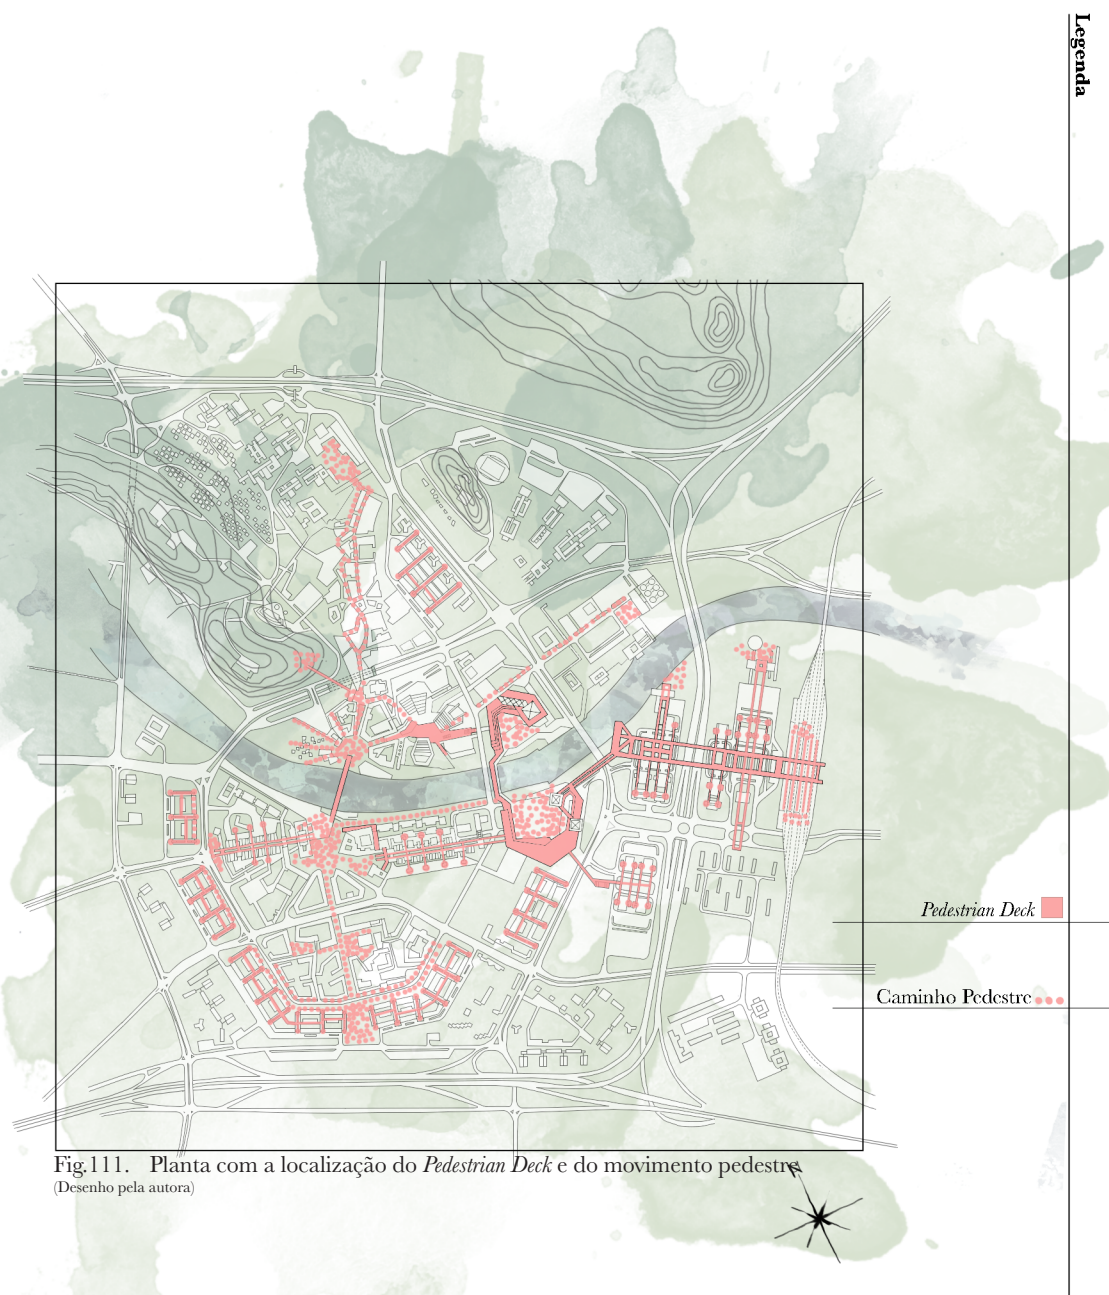 Legenda
Pedestrian Deck
Caminho Pedestre
Fig.111. Planta com a localização do Pedestrian Deck e do movimento pedestre
(Desenho pela autora)